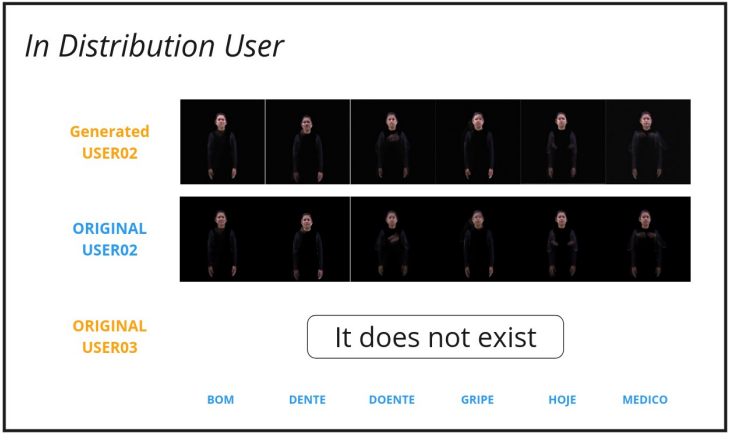 In Distribution User
Generated
USER02
ORIGINAL
USER02
ORIGINAL
USER03
It does not exist
BOM DENTE DOENTE GRIPE HOJE MEDICO